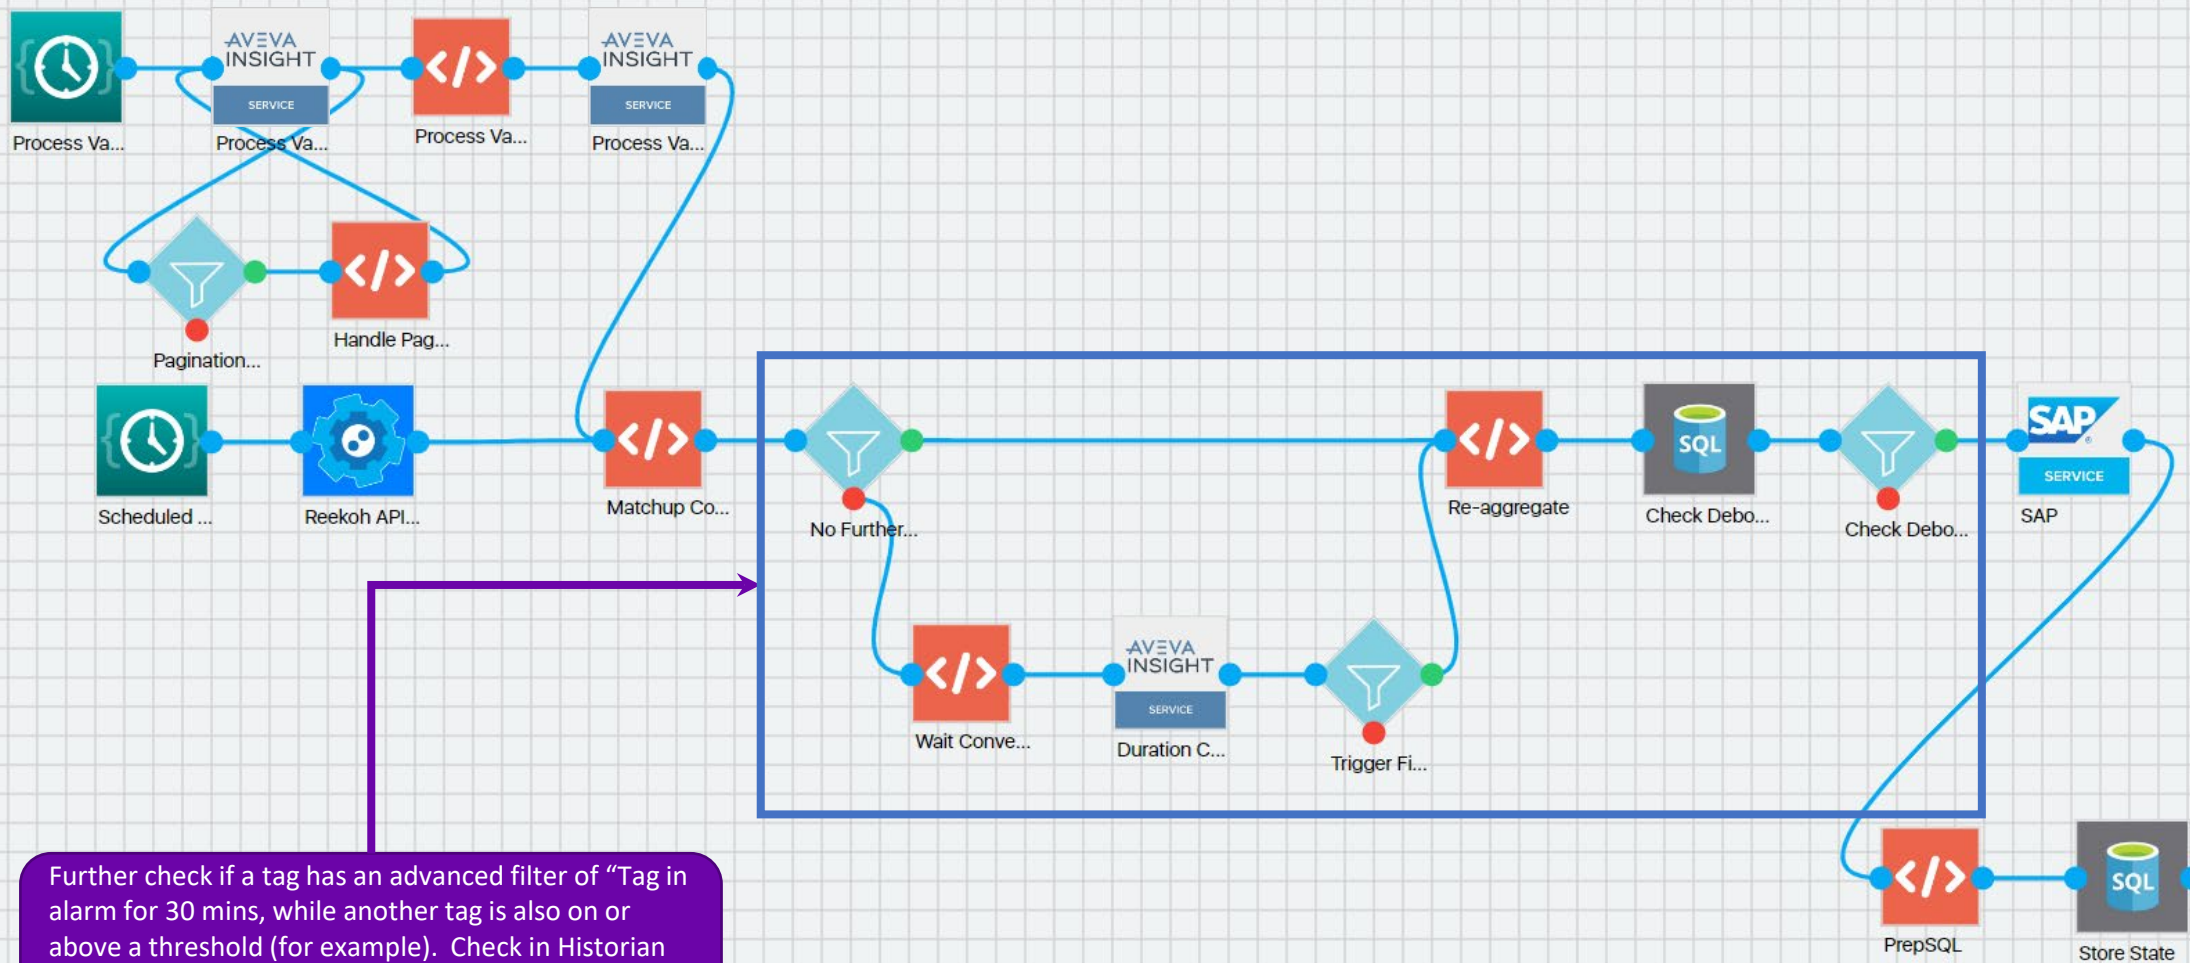 AVEVA
INSIGHT
SERVICE
AVEVA
INSIGHT
SERVICE
Process Va...
Process Va...
Process Va...
Process Va...
Handle Pag...
Pagination...
Scheduled ...
Reekoh API...
Matchup Co...
No Further...
Re-aggregate
SQL
Check Debo...
Check Debo...
SAP
SERVICE
SAP
Wait Conve...
AVEVA
INSIGHT
SERVICE
Duration C...
Trigger Fi...
Further check if a tag has an advanced filter of “Tag in
alarm for 30 mins, while another tag is also on or
above a threshold (for example).  Check in Historian
PrepSQL
SQL
Store State